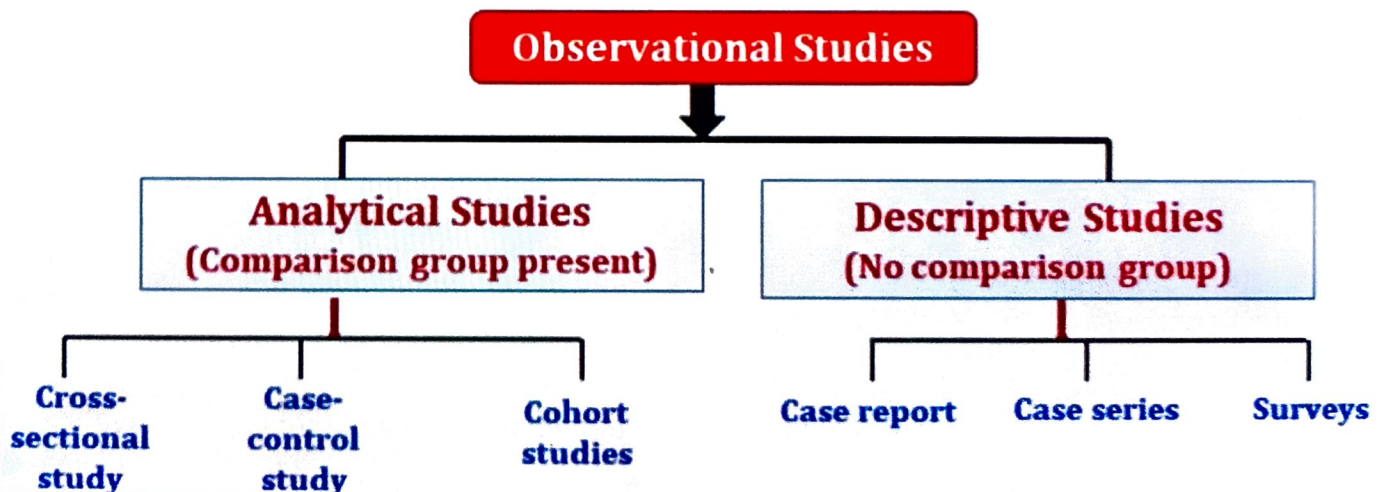 Observational Studies
Analytical Studies
(Comparison group present)
Descriptive Studies
(No comparison group)
Cross-
sectional
study
Case-
control
study
Cohort
studies
Case report
Case series
Surveys